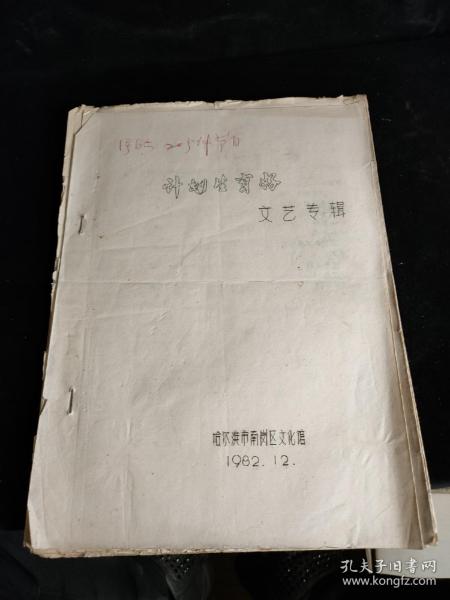 计划生育好
文艺专辑
哈尔滨市南岗区文化馆
1982.12.
孔夫子旧书网
www.kongfz.com